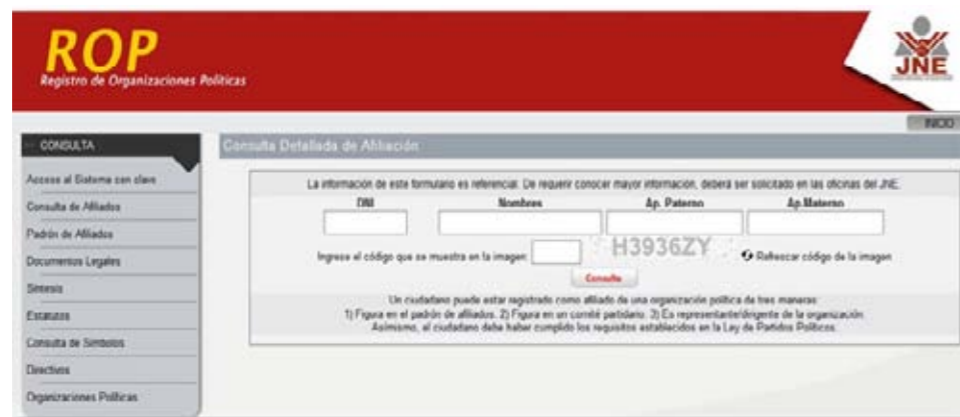 ROP
Registro de Organizaciones Políticas
JNE
INICIO
CONSULTA
Consulta Detallada de Afiliación
Acceso al Sistema con clave
Consulta de Afiliados
Padrón de Afiliados
Documentos Legales
Síntesis
Estatutos
Consulta de Símbolos
Directivos
Organizaciones Políticas
La información de este formulario es referencial. De requerir conocer mayor información, deberá ser solicitado en las oficinas del JNE.
DNI Nombres Ap. Paterno Ap.Materno
Ingrese el código que se muestra en la imagen: H3936ZY Refrescar código de la imagen
Consulta
Un ciudadano puede estar registrado como afiliado de una organización política de tres maneras:
1) Figura en el padrón de afiliados. 2) Figura en un comité partidario. 3) Es representante/dirigente de la organización.
Asimismo, el ciudadano debe haber cumplido los requisitos establecidos en la Ley de Partidos Políticos.